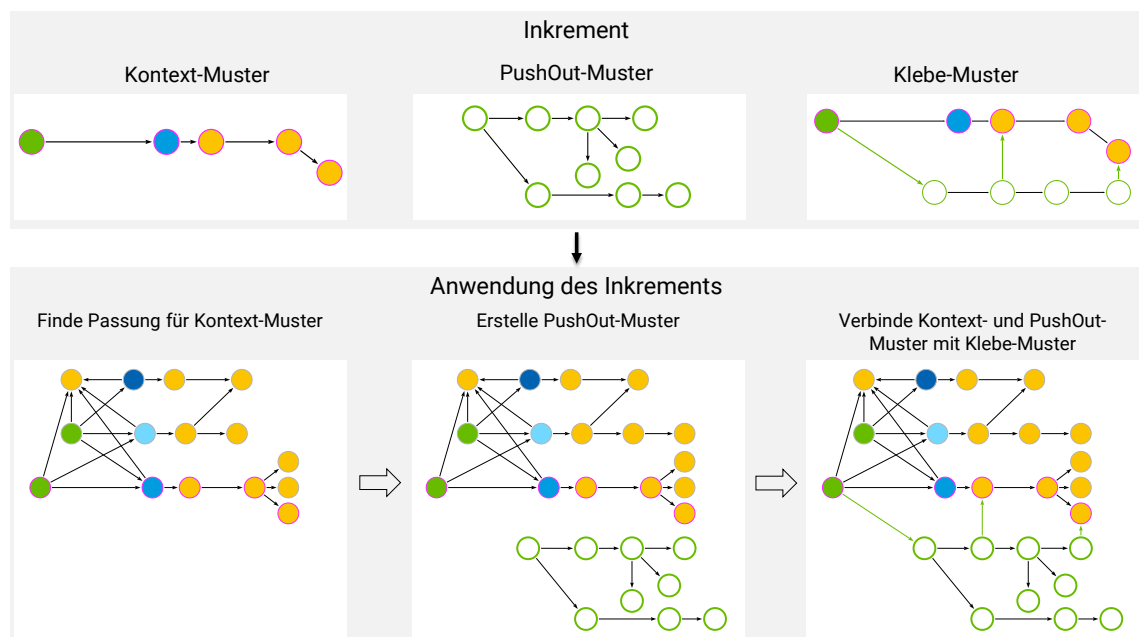 Inkrement
Kontext-Muster
PushOut-Muster
Klebe-Muster
Anwendung des Inkrements
Finde Passung für Kontext-Muster
Erstelle PushOut-Muster
Verbinde Kontext- und PushOut-
Muster mit Klebe-Muster